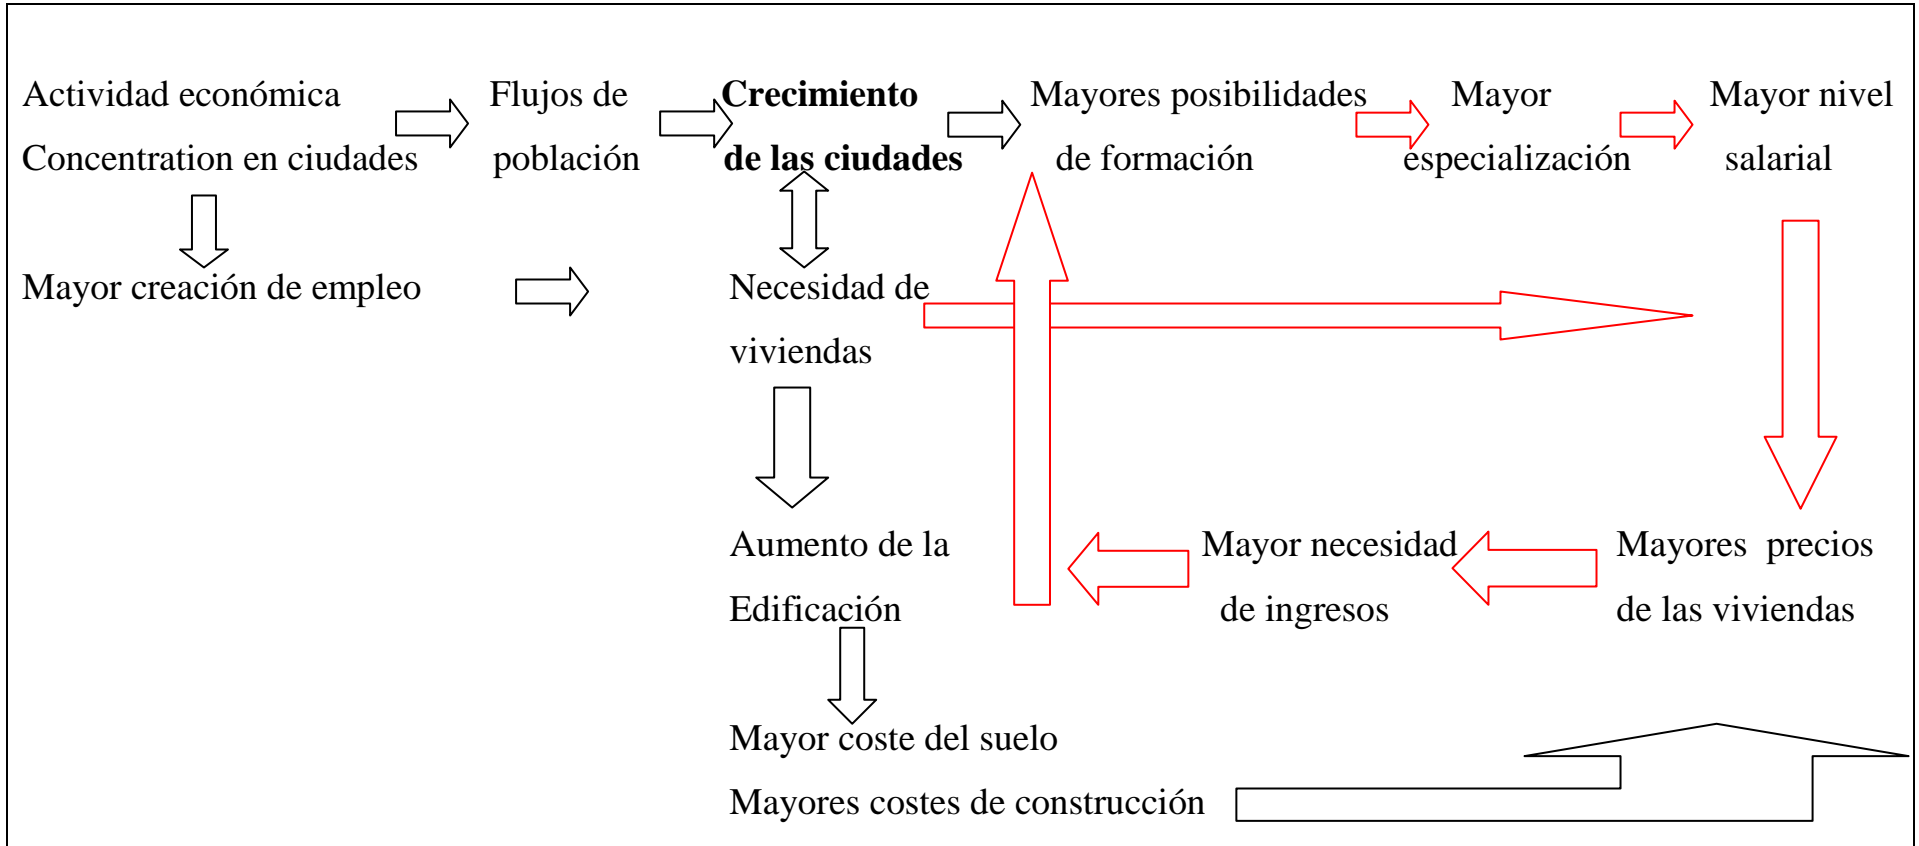 Actividad económica Flujos de Crecimiento Mayores posibilidades Mayor Mayor nivel
Concentration en ciudades población de las ciudades de formación especialización salarial
Mayor creación de empleo Necesidad de
viviendas
Aumento de la Mayor necesidad Mayores precios
Edificación de ingresos de las viviendas
Mayor coste del suelo
Mayores costes de construcción